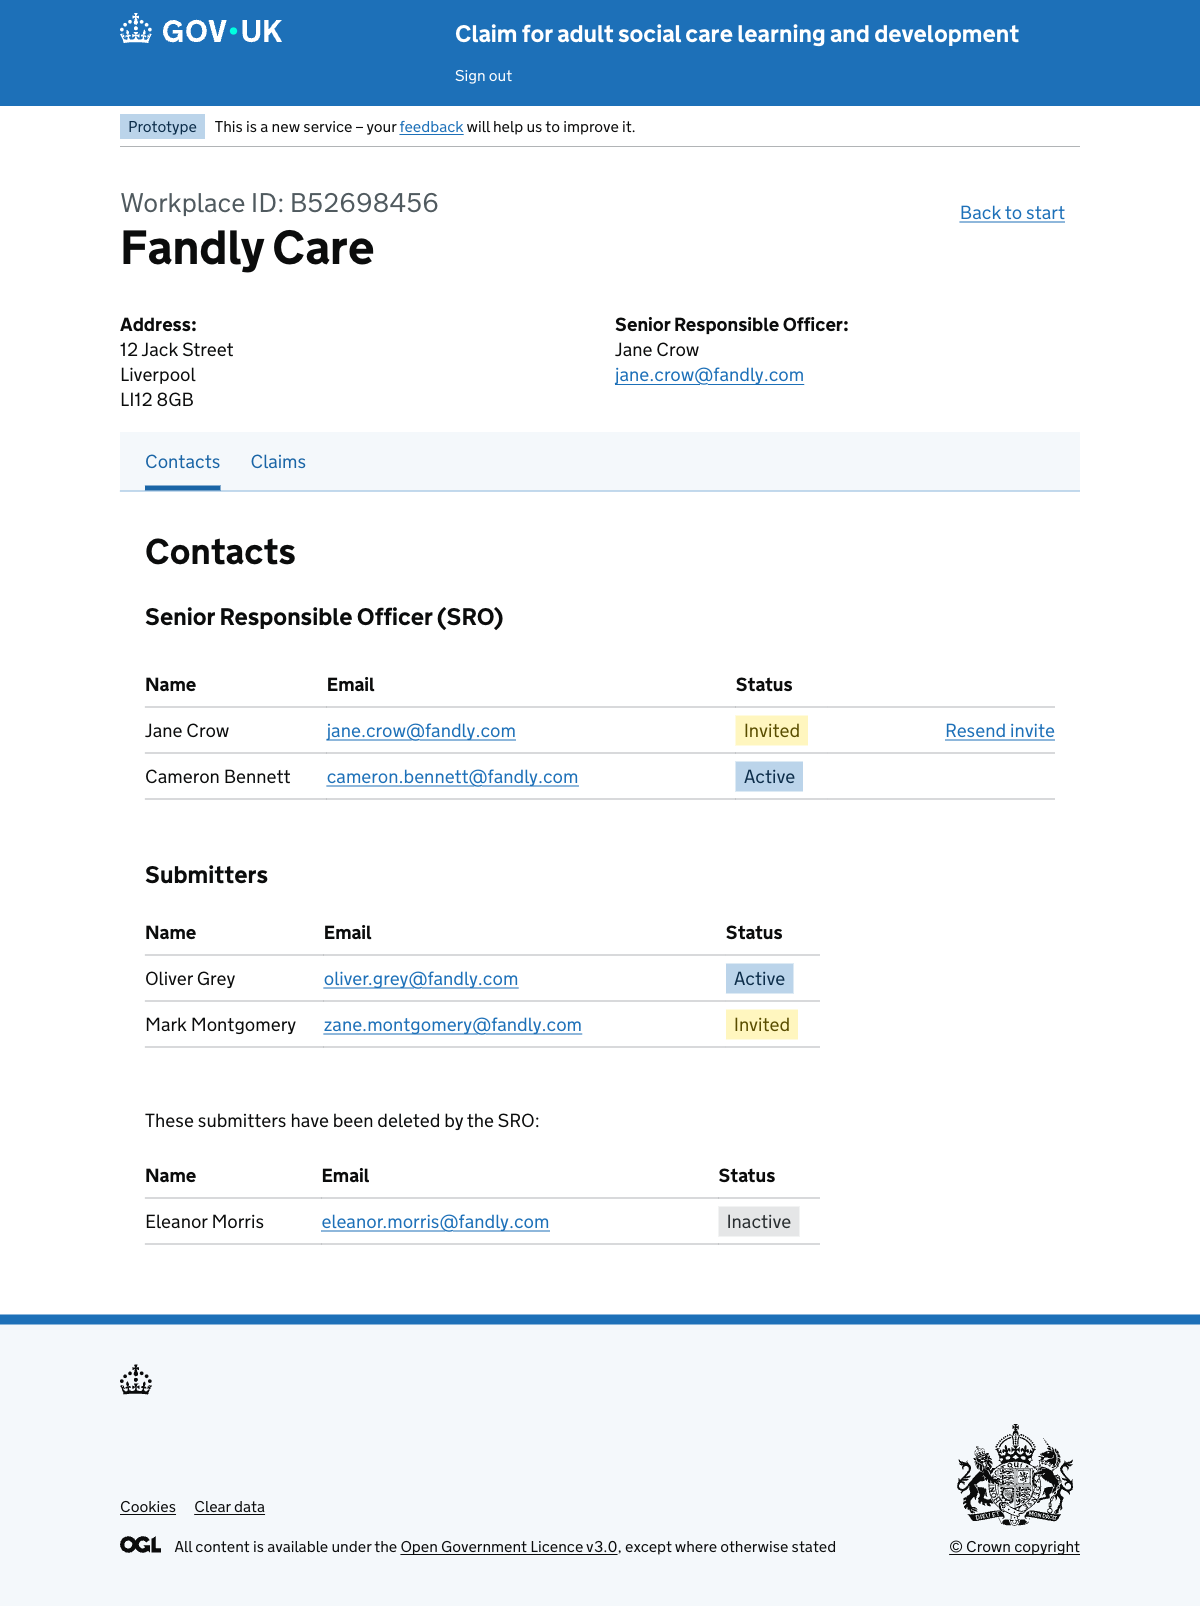 GOV·UK
Claim for adult social care learning and development
Sign out
Prototype This is a new service – your feedback will help us to improve it.
Workplace ID: B52698456
Back to start
Fandly Care
Address:
12 Jack Street
Liverpool
LI12 8GB
Senior Responsible Officer:
Jane Crow
jane.crow@fandly.com
Contacts Claims
Contacts
Senior Responsible Officer (SRO)
Name Email Status
Jane Crow jane.crow@fandly.com Invited Resend invite
Cameron Bennett cameron.bennett@fandly.com Active
Submitters
Name Email Status
Oliver Grey oliver.grey@fandly.com Active
Mark Montgomery zane.montgomery@fandly.com Invited
These submitters have been deleted by the SRO:
Name Email Status
Eleanor Morris eleanor.morris@fandly.com Inactive
Cookies Clear data
OGL All content is available under the Open Government Licence v3.0, except where otherwise stated
© Crown copyright